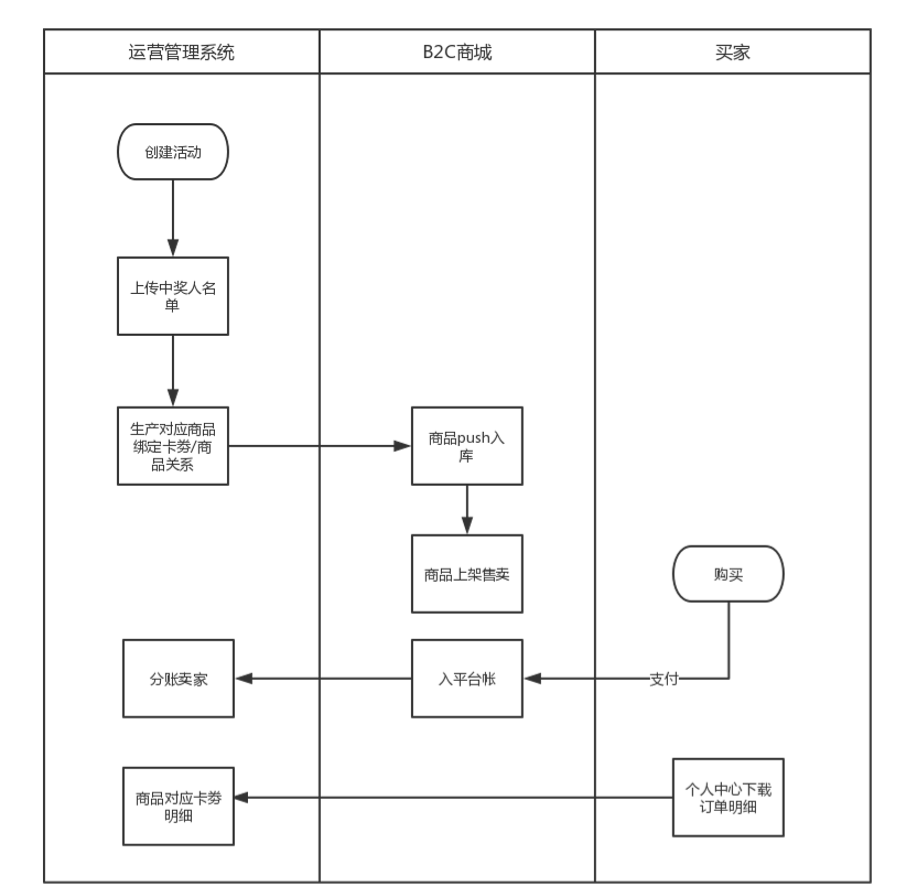 运营管理系统
B2C商城
买家
创建活动
上传中奖人名
单
生产对应商品
绑定卡券/商
品关系
商品push入
库
商品上架售卖
购买
分账卖家
入平台帐
支付
商品对应卡券
明细
个人中心下载
订单明细